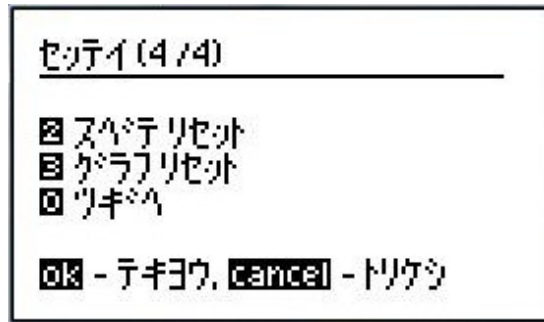 セッテイ(4/4)
2 スベテ リセット
3 グラフ リセット
0 ツギヘ
ok - テキヨウ, cancel - トリケシ